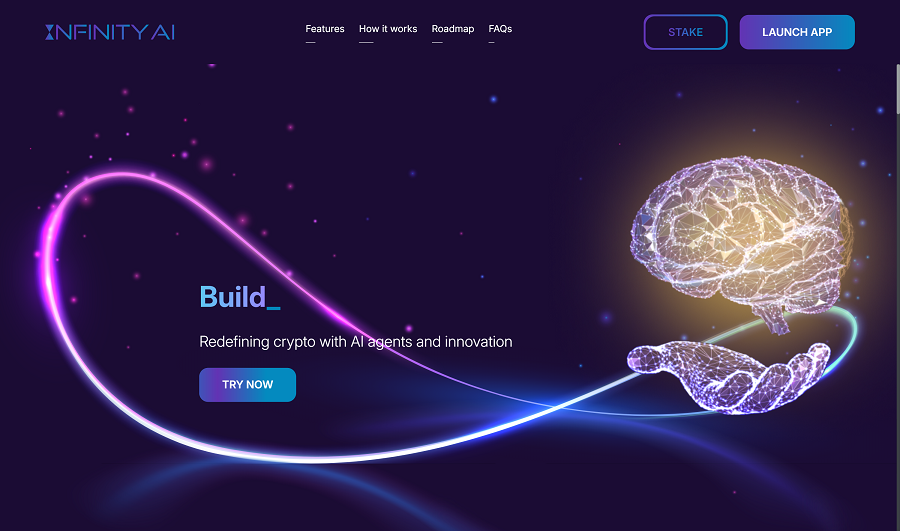 INFINITY AI
Features How it works Roadmap FAQs
STAKE
LAUNCH APP
Build_
Redefining crypto with AI agents and innovation
TRY NOW